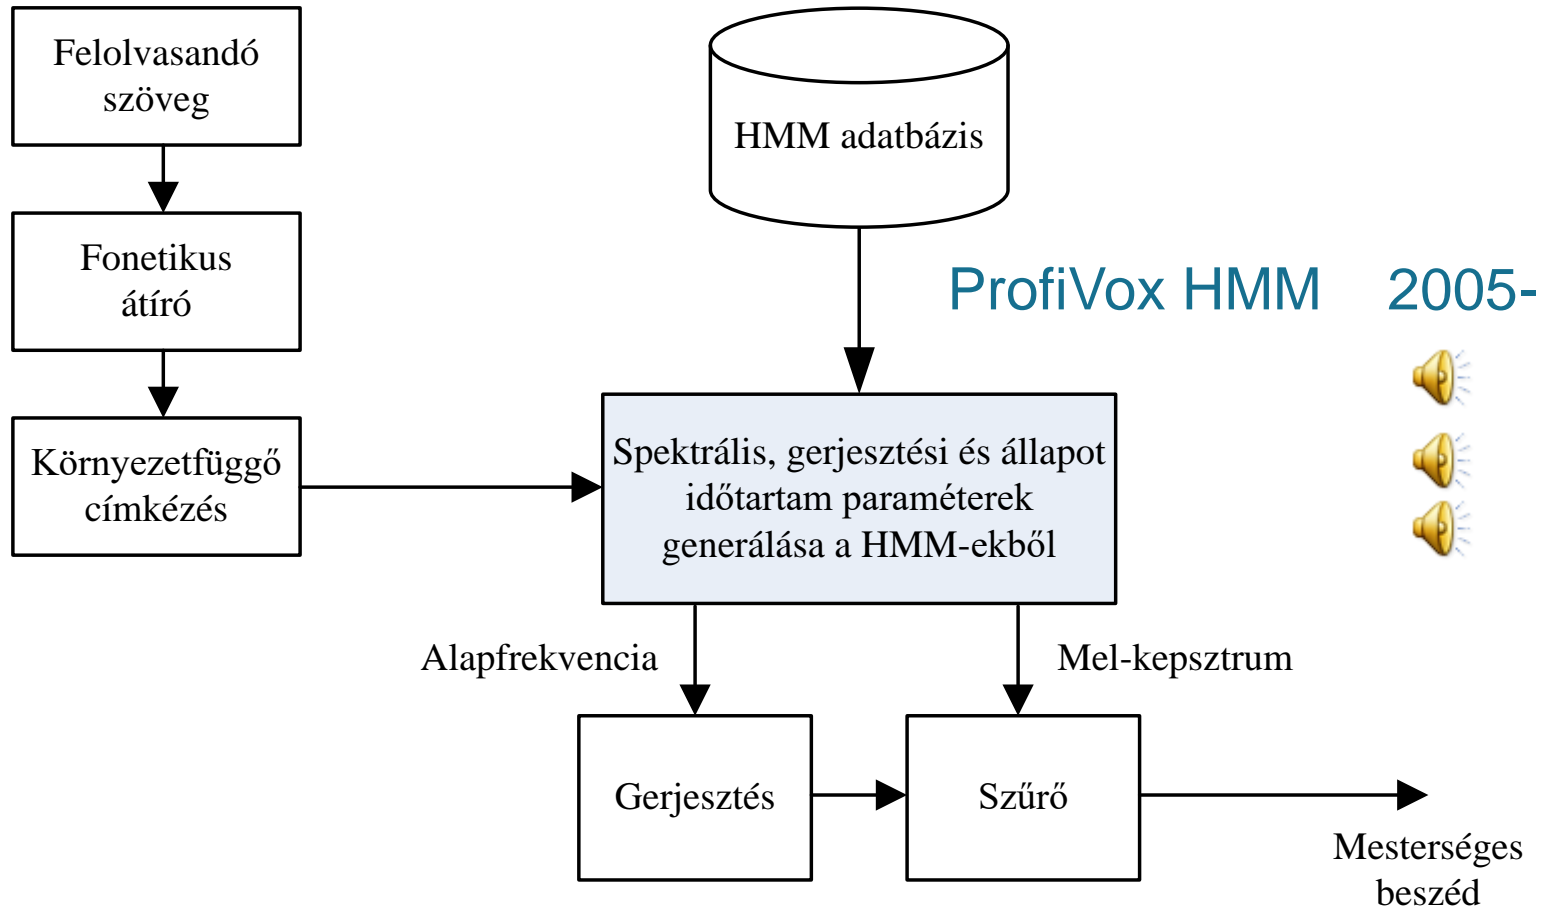 Felolvasandó
szöveg
Fonetikus
átíró
Környezetfüggő
címkézés
HMM adatbázis
ProfiVox HMM 2005-
Spektrális, gerjesztési és állapot
időtartam paraméterek
generálása a HMM-ekből
Alapfrekvencia
Mel-kepsztrum
Gerjesztés
Szűrő
Mesterséges
beszéd